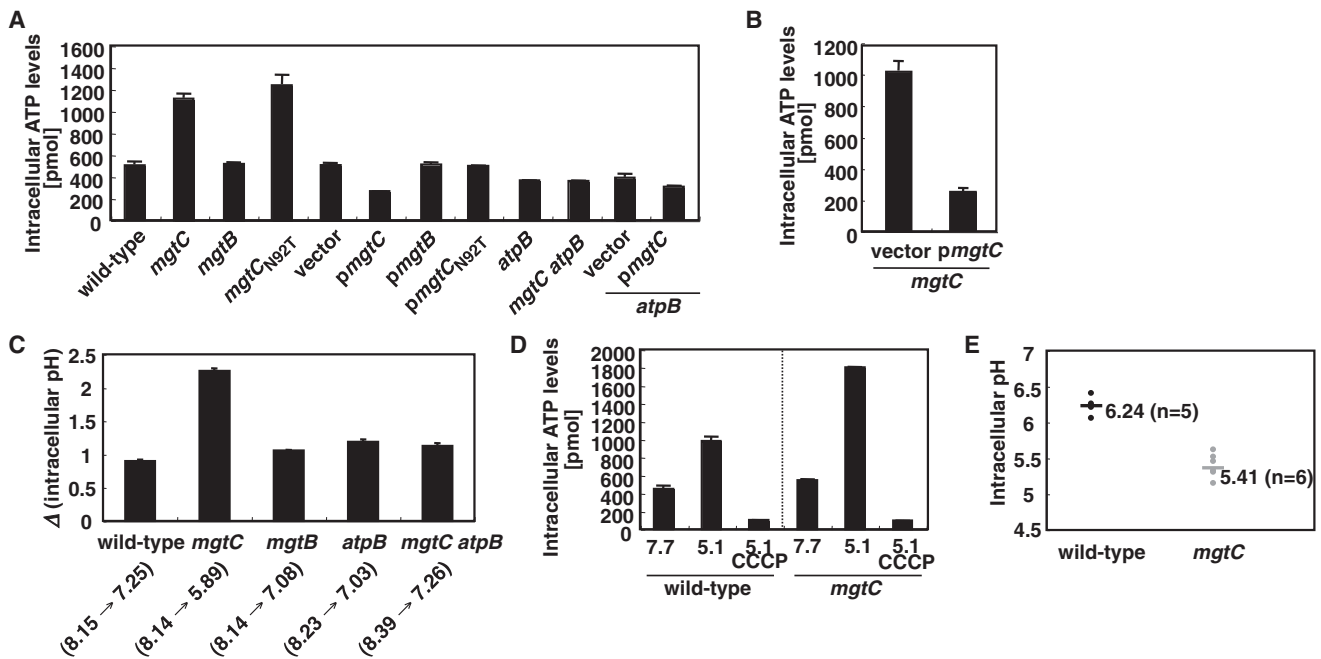 A
Intracellular ATP levels
[pmol]
1600
1400
1200
1000
800
600
400
200
0
wild-type
mgtC
mgtB
mgtCN92T
vector
pmgtC
pmgtB
pmgtCN92T
atpB
mgtC atpB
vector
pmgtC
atpB
B
Intracellular ATP levels
[pmol]
1200
1000
800
600
400
200
0
vector pmgtC
mgtC
C
Δ (intracellular pH)
2.5
2
1.5
1
0.5
0
wild-type mgtC mgtB atpB mgtC atpB
(8.15 → 7.25)
(8.14 → 5.89)
(8.14 → 7.08)
(8.23 → 7.03)
(8.39 → 7.26)
D
Intracellular ATP levels
[pmol]
2000
1800
1600
1400
1200
1000
800
600
400
200
0
7.7 5.1 5.1 7.7 5.1 5.1
CCCP CCCP
wild-type mgtC
E
Intracellular pH
7
6.5
6
5.5
5
4.5
6.24 (n=5)
5.41 (n=6)
wild-type mgtC